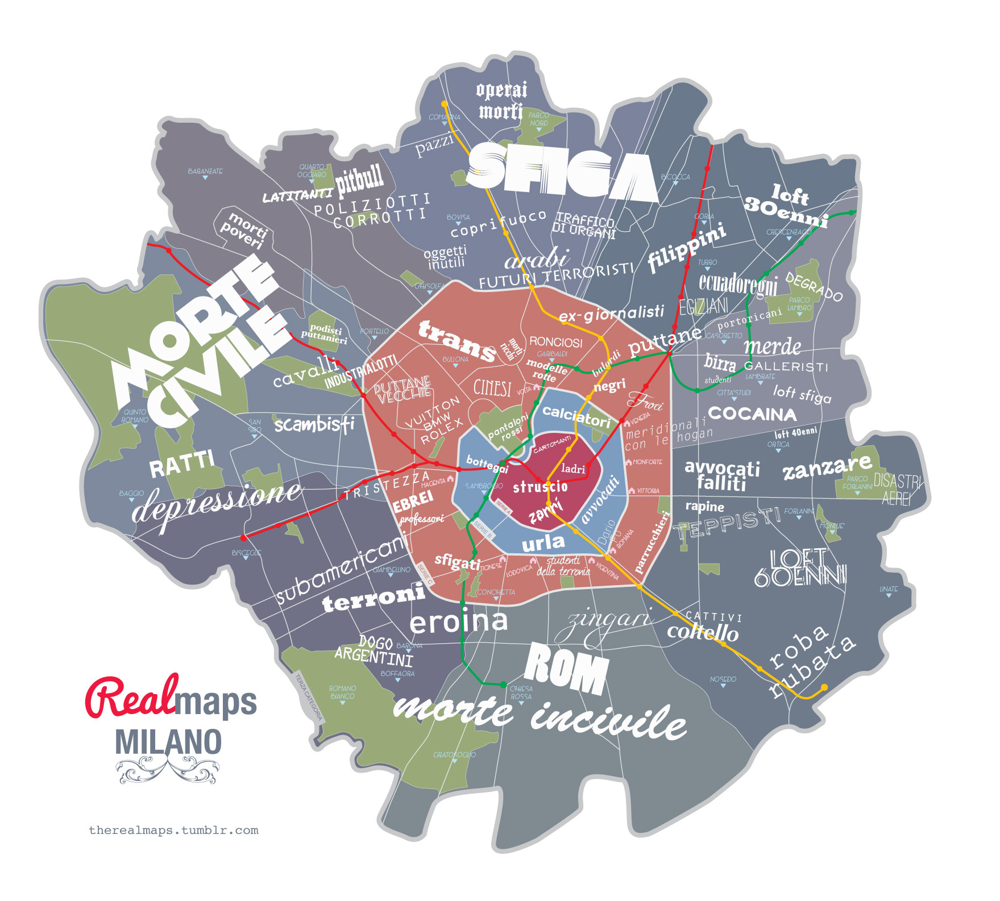 operai
morti
PARCO
NORD
COMASINA
pazzi
SFIGA
BARANZATE
QUARTO
OGGIARO
pitbull
LATITANTI
POLIZIOTTI
CORROTTI
morti
poveri
BOVISA
coprifuoco
TRAFFICO
DI ORGANI
oggetti
inutili
arabi
FUTURI TERRORISTI
GHISOLFA
BICOCCA
GORLA
loft
30enni
CRESCENZAGO
filippini
TURRO
ecuadoregni
EGIZIANI
DEGRADO
PARCO
LAMBRO
portoricani
CASORETTO
merde
birra
GALLERISTI
studenti
LAMBRATE
CITTA'STUDI
loft sfiga
COCAINA
loft 40enni
ORTICA
MORTE
CIVILE
podisti
puttanieri
PORTELLO
cavalli
INDUSTRIALOTTI
QUINTO
ROMANO
SAN
SIRO
scambisti
RATTI
BAGGIO
depressione
TRISTEZZA
BISCEGLIE
trans
morti
ricchi
BULLONA
ex-giornalisti
RONCIOSI
GARIBALDI
modelle
rotte
balordi
puttane
PUTTANE
VECCHIE
CINESI
VOLTA
negri
Froci
VENEZIA
meridionali
con le hogan
VUITTON
BMW
ROLEX
pantaloni
rossi
calciatori
CARTOMANTI
bottegai
ladri
MONFORTE
S.AMBROGIO
struscio
zarri
SERIE A
avvocati
VITTORIA
MAGENTA
EBREI
professori
SERIE B
urla
Dario
FO
ROMANA
parrucchieri
sfigati
TICINESE
LODOVICA
studenti
della terronia
VIGENTINA
SERIE C
CONCHETTA
avvocati
falliti
zanzare
PARCO
FORLANINI
DISASTRI
AEREI
rapine
TEPPISTI
FORLANINI
MONLUE'
LOFT
60ENNI
LINATE
subamericani
GIAMBELLINO
terroni
eroina
DOGO
ARGENTINI
BARONA
BOFFAORA
zingari
CATTIVI
coltello
roba
rubata
NOSEDO
ROM
CHIESA
ROSSA
morte incivile
ROMANO
BIANCO
TERZA CATEGORIA
GRATOSOGLIO
Realmaps
MILANO
therealmaps.tumblr.com